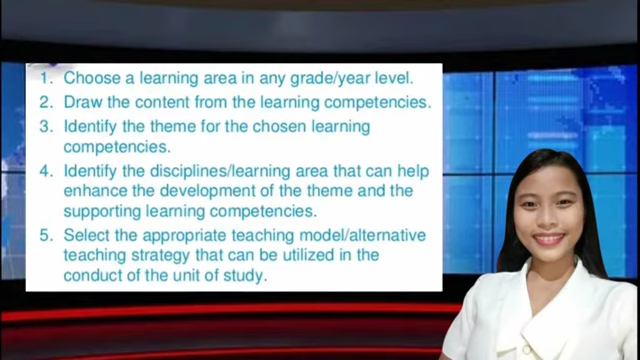 1. Choose a learning area in any grade/year level.
2. Draw the content from the learning competencies.
3. Identify the theme for the chosen learning
competencies.
4. Identify the disciplines/learning area that can help
enhance the development of the theme and the
supporting learning competencies.
5. Select the appropriate teaching model/alternative
teaching strategy that can be utilized in the
conduct of the unit of study.